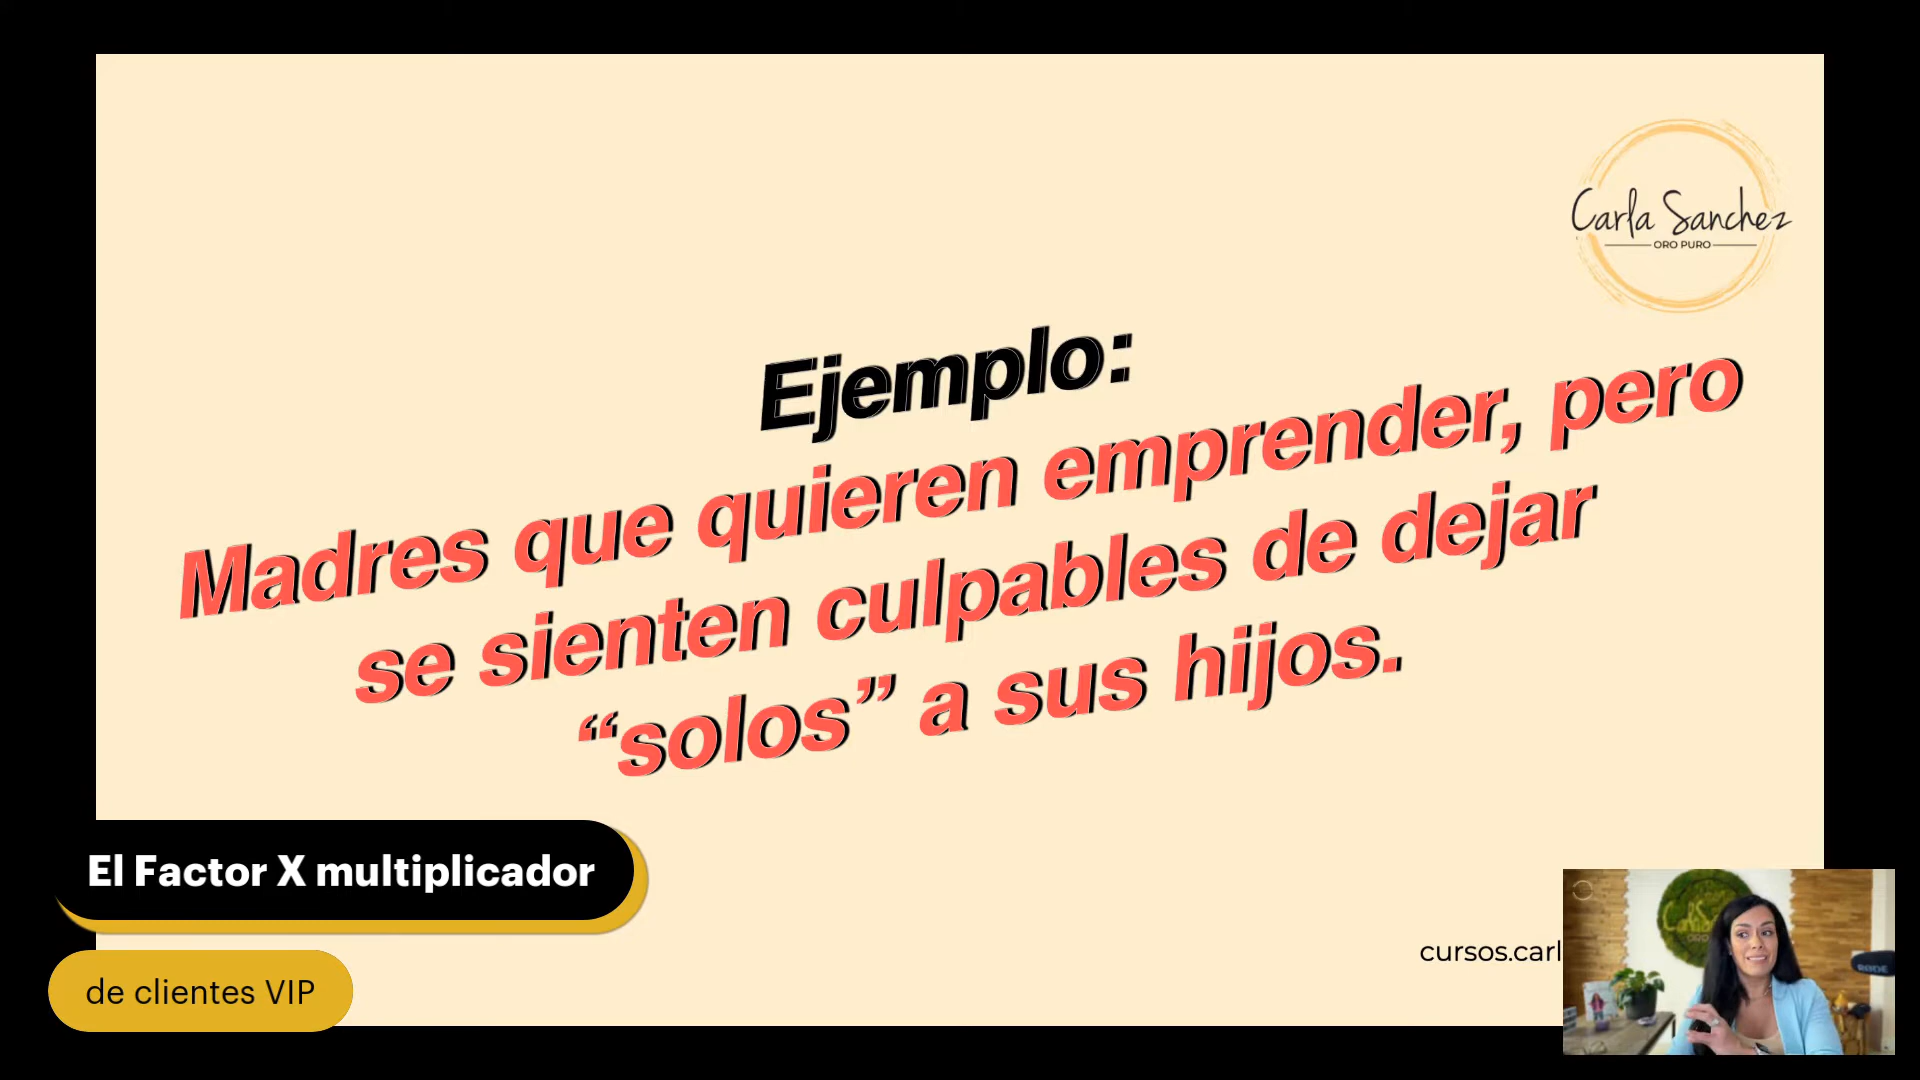 Carla Sanchez
ORO PURO
Ejemplo:
Madres que quieren emprender, pero
se sienten culpables de dejar
“solos” a sus hijos.
El Factor X multiplicador
de clientes VIP
cursos.carl
RØDE